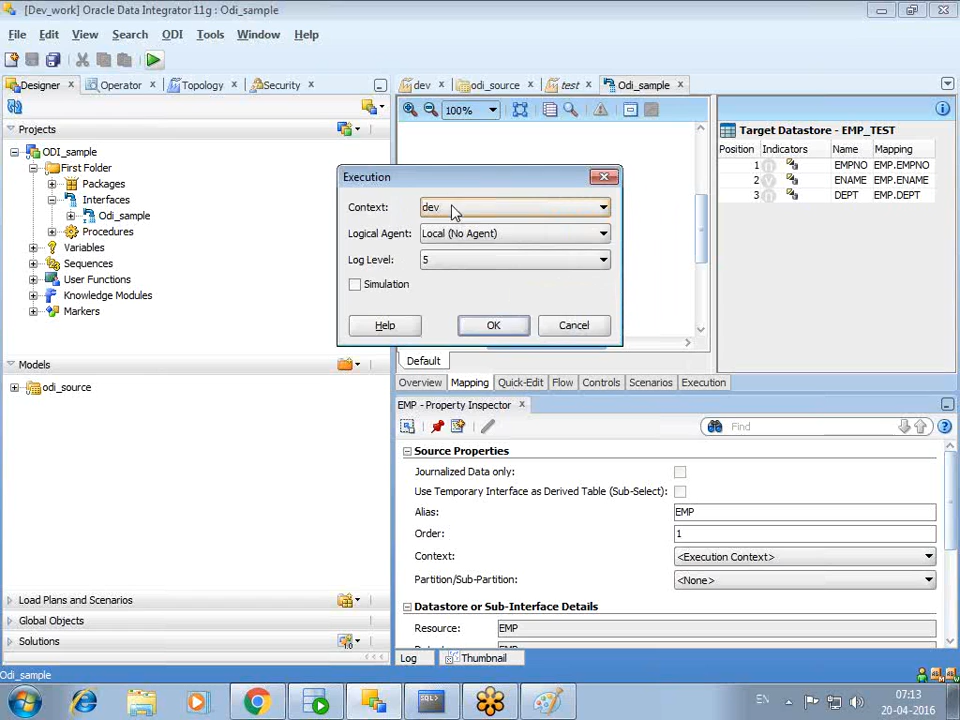 [Dev_work] Oracle Data Integrator 11g : Odi_sample
File Edit View Search ODI Tools Window Help
Designer Operator Topology Security
dev odi_source test Odi_sample
100%
Projects
ODI_sample
First Folder
Packages
Interfaces
Odi_sample
Procedures
Variables
Sequences
User Functions
Knowledge Modules
Markers
Models
odi_source
Load Plans and Scenarios
Global Objects
Solutions
Odi_sample
Execution
Context: dev
Logical Agent: Local (No Agent)
Log Level: 5
Simulation
Help OK Cancel
Target Datastore - EMP_TEST
Position Indicators Name Mapping
1 EMPNO EMP.EMPNO
2 ENAME EMP.ENAME
3 DEPT EMP.DEPT
Default
Overview Mapping Quick-Edit Flow Controls Scenarios Execution
EMP - Property Inspector
Find
Source Properties
Journalized Data only:
Use Temporary Interface as Derived Table (Sub-Select):
Alias: EMP
Order: 1
Context: <Execution Context>
Partition/Sub-Partition: <None>
Datastore or Sub-Interface Details
Resource: EMP
Log Thumbnail
EN
07:13
20-04-2016